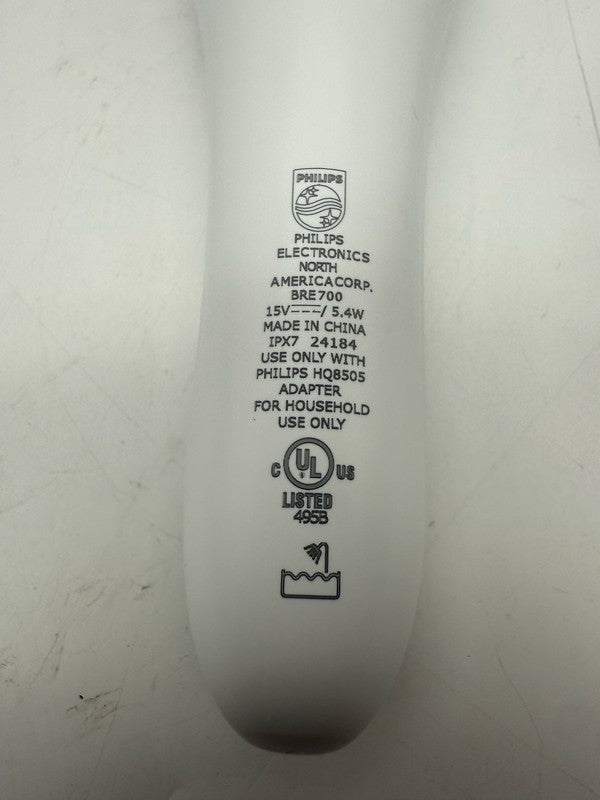 PHILIPS
PHILIPS
ELECTRONICS
NORTH
AMERICACORP.
BRE700
15V⎓/ 5.4W
MADE IN CHINA
IPX7 24184
USE ONLY WITH
PHILIPS HQ8505
ADAPTER
FOR HOUSEHOLD
USE ONLY
C UL US
LISTED
495B